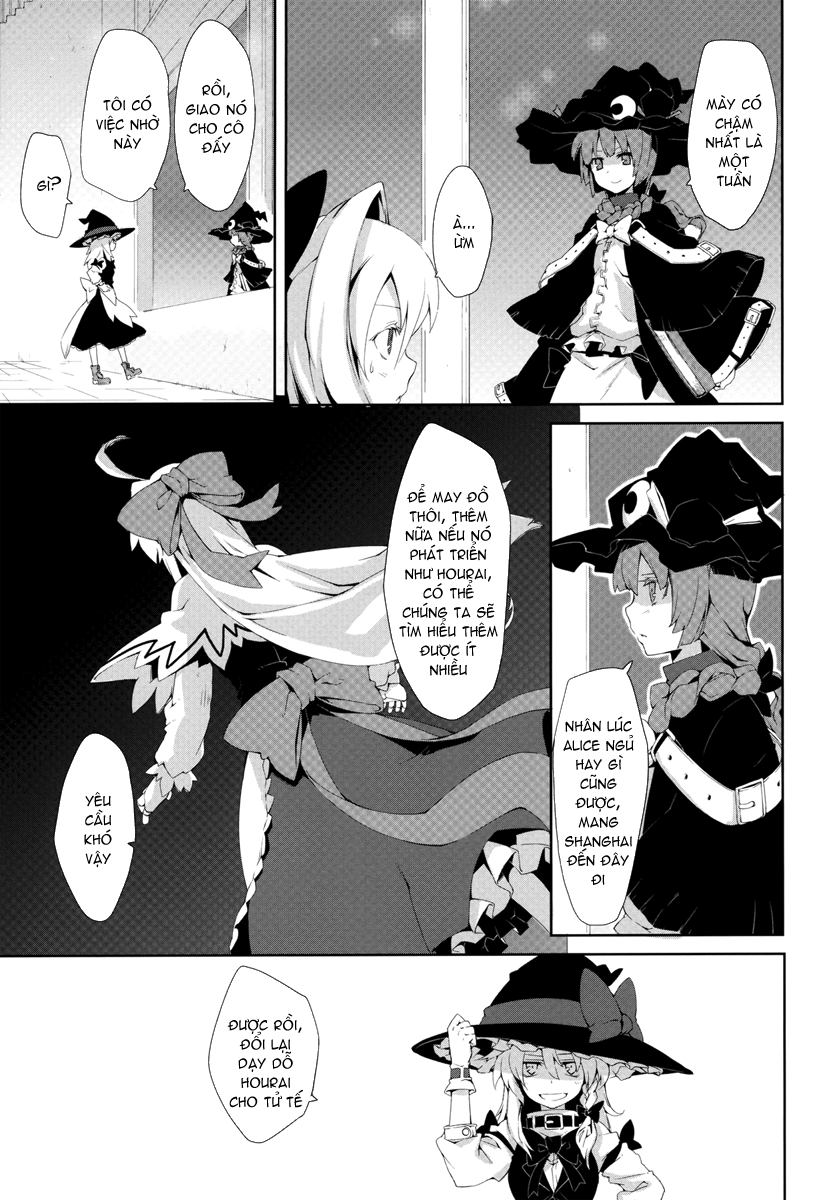 MÀY CÓ
CHẬM
NHẤT LÀ
MỘT
TUẦN
À...
ỪM
RỒI,
GIAO NÓ
CHO CÔ
ĐẤY
TÔI CÓ
VIỆC NHỜ
NÀY
GÌ?
NHÂN LÚC
ALICE NGỦ
HAY GÌ
CŨNG
ĐƯỢC,
MANG
SHANGHAI
ĐẾN ĐÂY
ĐI
ĐỂ MAY ĐỒ
THÔI, THÊM
NỮA NẾU NÓ
PHÁT TRIỂN
NHƯ HOURAI,
CÓ THỂ
CHÚNG TA SẼ
TÌM HIỂU THÊM
ĐƯỢC ÍT
NHIỀU
YÊU
CẦU
KHÓ
VẬY
ĐƯỢC RỒI,
ĐỔI LẠI
DẠY DỖ
HOURAI
CHO TỬ TẾ